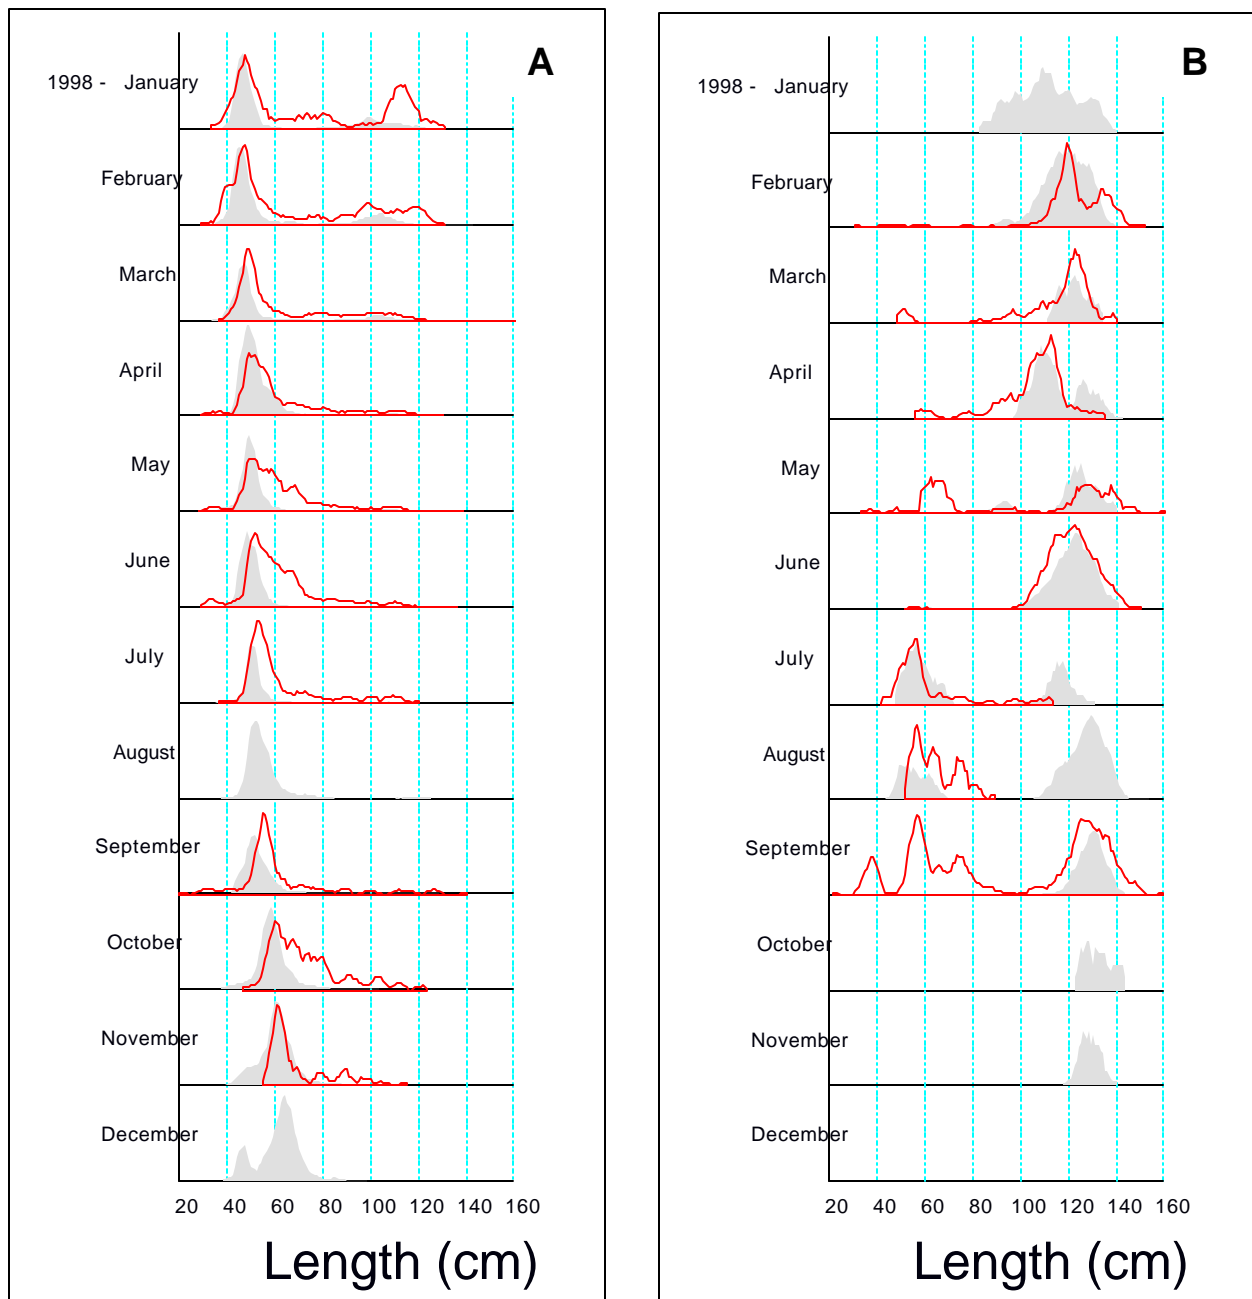 A
1998 - January
February
March
April
May
June
July
August
September
October
November
December
20 40 60 80 100 120 140 160
Length (cm)
B
1998 - January
February
March
April
May
June
July
August
September
October
November
December
20 40 60 80 100 120 140 160
Length (cm)